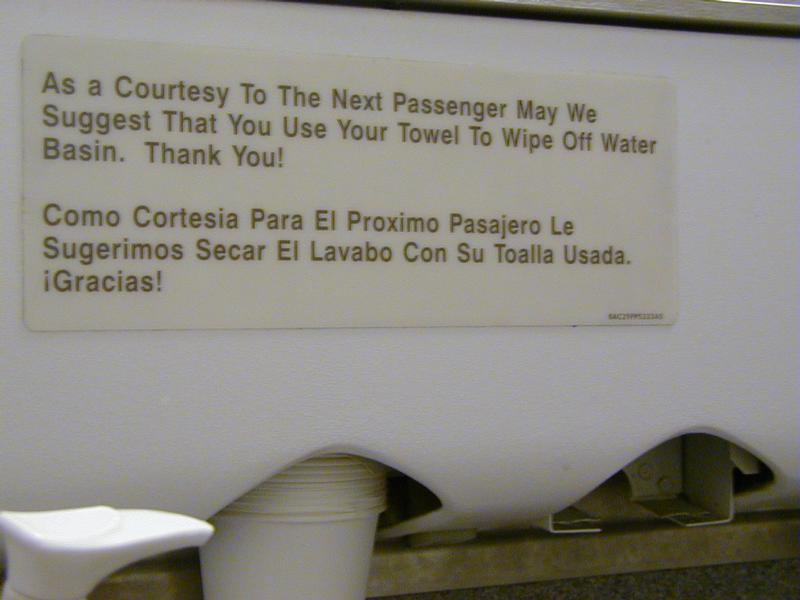 As a Courtesy To The Next Passenger May We
Suggest That You Use Your Towel To Wipe Off Water
Basin. Thank You!
Como Cortesia Para El Proximo Pasajero Le
Sugerimos Secar El Lavabo Con Su Toalla Usada.
¡Gracias!